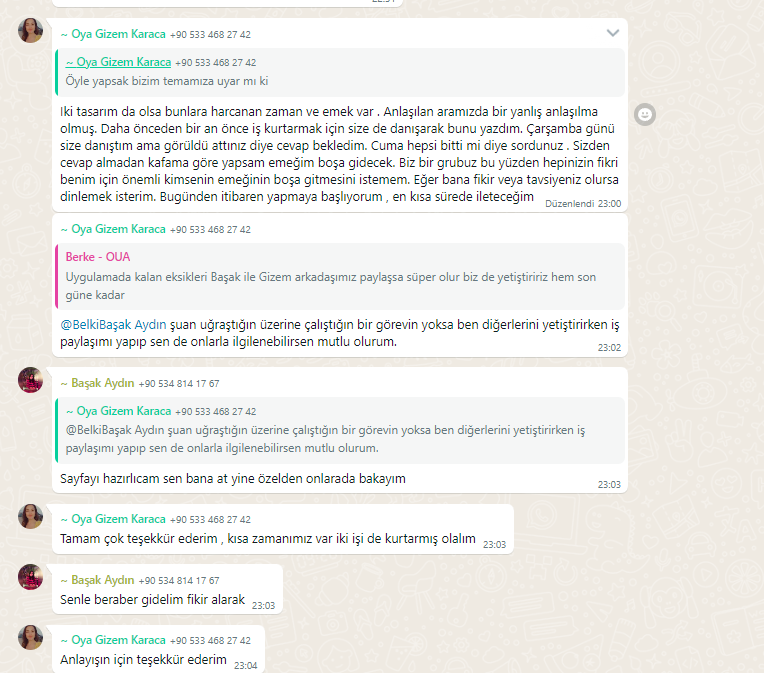 ~ Oya Gizem Karaca +90 533 468 27 42
~ Oya Gizem Karaca +90 533 468 27 42
Öyle yapsak bizim temamıza uyar mı ki
Iki tasarım da olsa bunlara harcanan zaman ve emek var . Anlaşılan aramızda bir yanlış anlaşılma
olmuş. Daha önceden bir an önce iş kurtarmak için size de danışarak bunu yazdım. Çarşamba günü
size danıştım ama görüldü attınız diye cevap bekledim. Cuma hepsi bitti mi diye sordunuz . Sizden
cevap almadan kafama göre yapsam emeğim boşa gidecek. Biz bir grubuz bu yüzden hepinizin fikri
benim için önemli kimsenin emeğinin boşa gitmesini istemem. Eğer bana fikir veya tavsiyeniz olursa
dinlemek isterim. Bugünden itibaren yapmaya başlıyorum , en kısa sürede ileteceğim
Düzenlendi 23:00
~ Oya Gizem Karaca +90 533 468 27 42
Berke - OUA
Uygulamada kalan eksikleri Başak ile Gizem arkadaşımız paylaşsa süper olur biz de yetiştiririz hem son
güne kadar
@BelkiBaşak Aydın şuan uğraştığın üzerine çalıştığın bir görevin yoksa ben diğerlerini yetiştirirken iş
paylaşımı yapıp sen de onlarla ilgilenebilirsen mutlu olurum.
23:02
~ Başak Aydın +90 534 814 17 67
~ Oya Gizem Karaca +90 533 468 27 42
@BelkiBaşak Aydın şuan uğraştığın üzerine çalıştığın bir görevin yoksa ben diğerlerini yetiştirirken iş
paylaşımı yapıp sen de onlarla ilgilenebilirsen mutlu olurum.
Sayfayı hazırlıcam sen bana at yine özelden onlarada bakayım
23:03
~ Oya Gizem Karaca +90 533 468 27 42
Tamam çok teşekkür ederim , kısa zamanımız var iki işi de kurtarmış olalım
23:03
~ Başak Aydın +90 534 814 17 67
Senle beraber gidelim fikir alarak
23:03
~ Oya Gizem Karaca +90 533 468 27 42
Anlayışın için teşekkür ederim
23:04